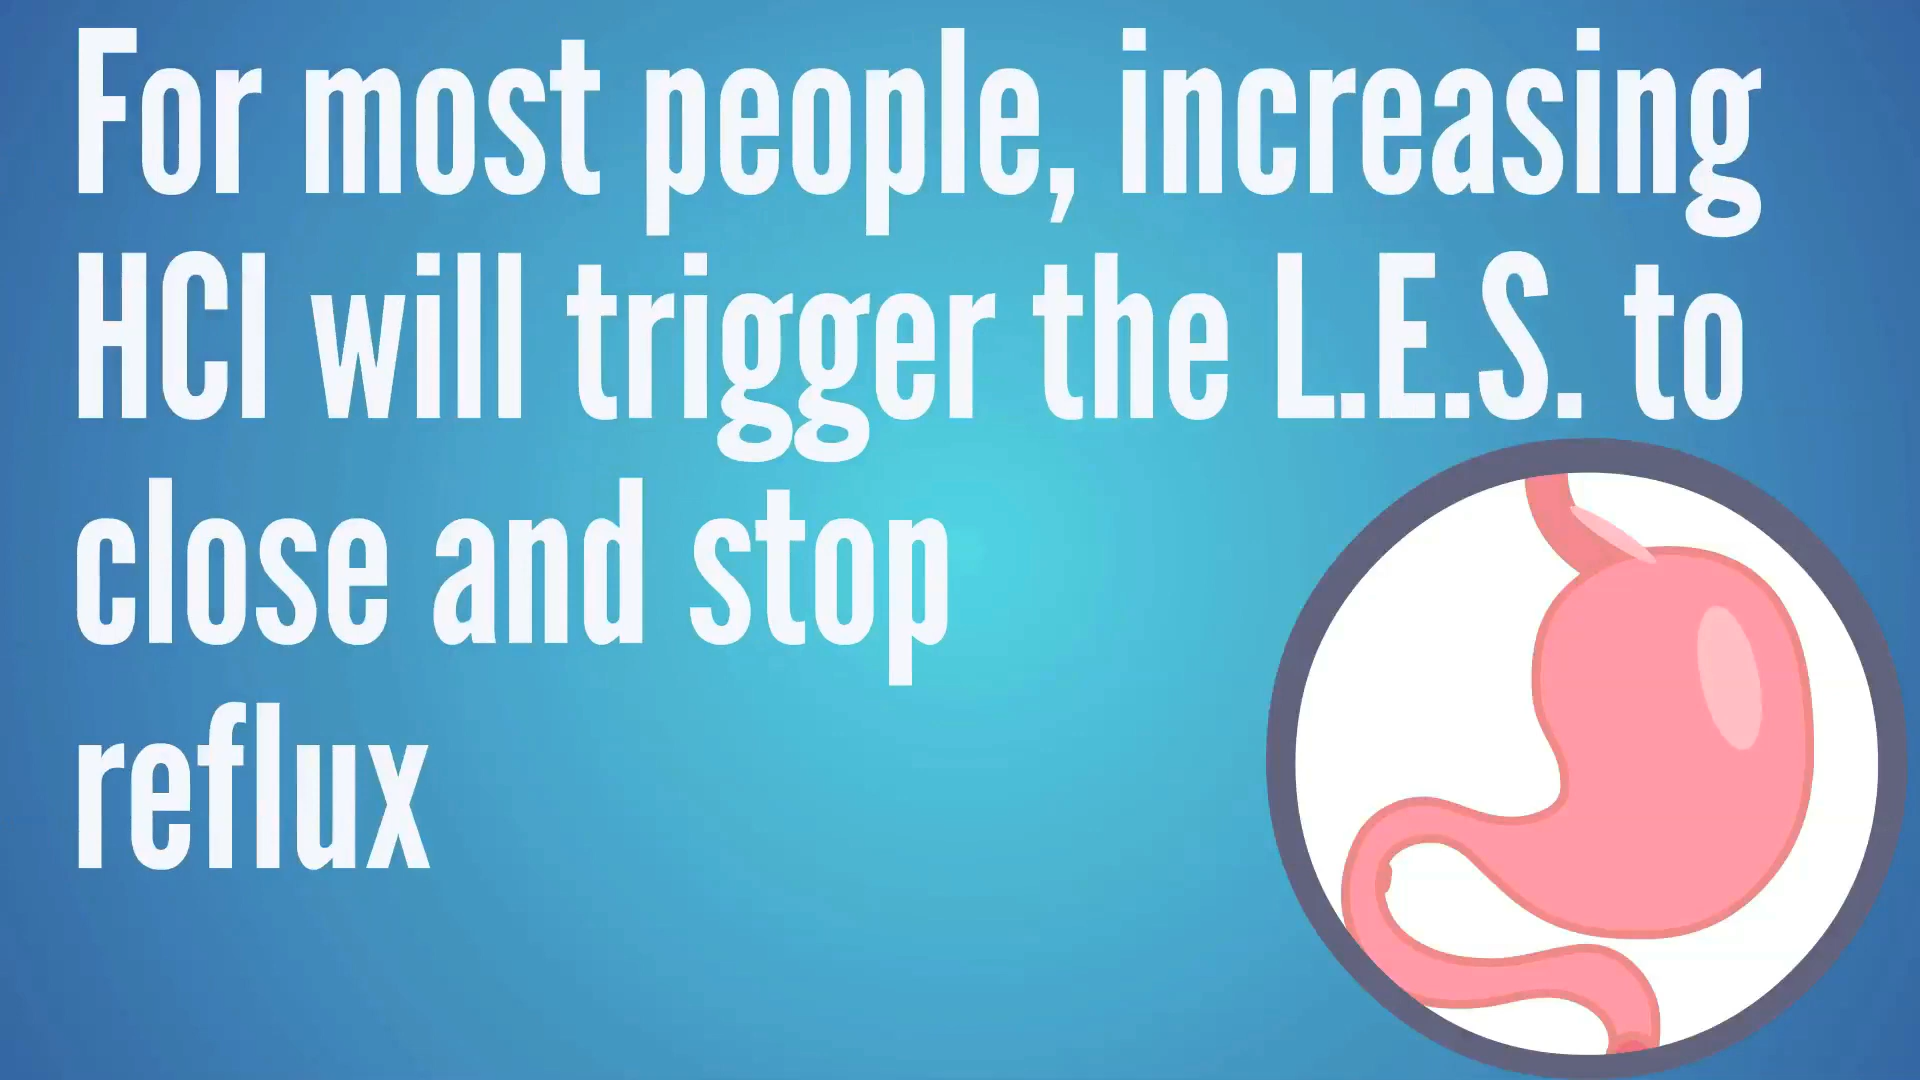 For most people, increasing
HCl will trigger the L.E.S. to
close and stop
reflux